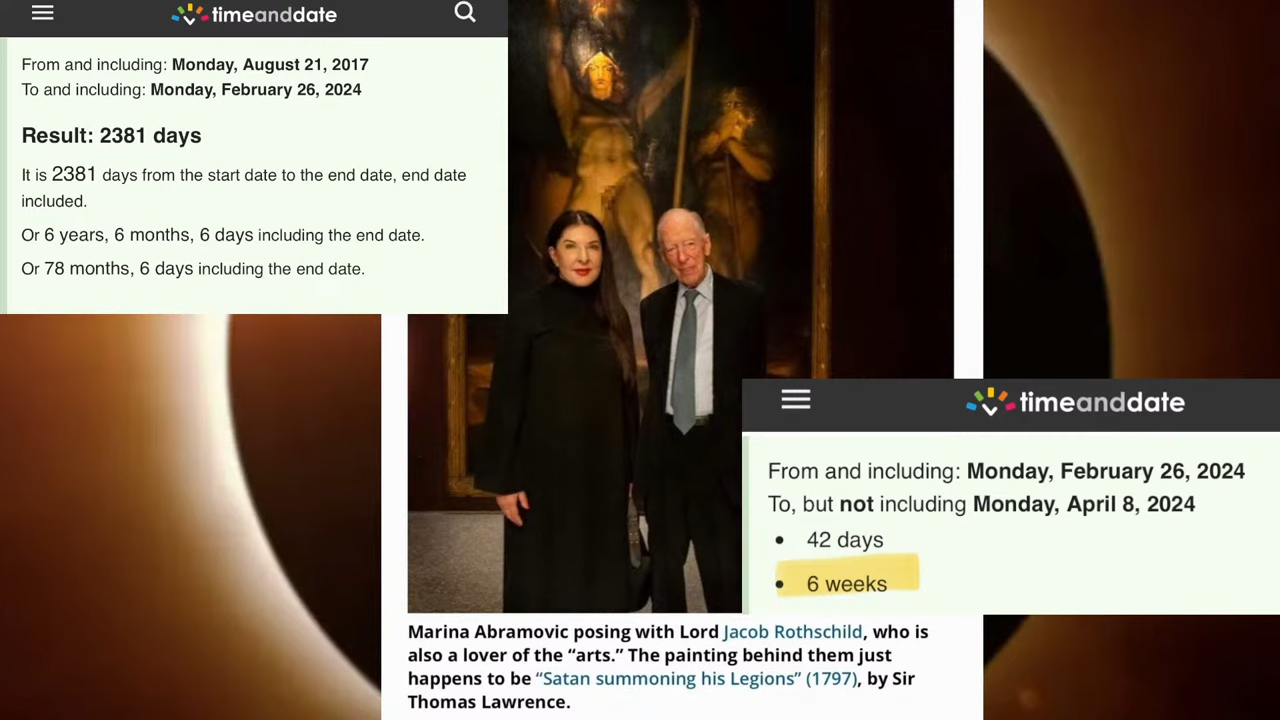 timeanddate
From and including: Monday, August 21, 2017
To and including: Monday, February 26, 2024
Result: 2381 days
It is 2381 days from the start date to the end date, end date
included.
Or 6 years, 6 months, 6 days including the end date.
Or 78 months, 6 days including the end date.
timeanddate
From and including: Monday, February 26, 2024
To, but not including Monday, April 8, 2024
• 42 days
• 6 weeks
Marina Abramovic posing with Lord Jacob Rothschild, who is
also a lover of the “arts.” The painting behind them just
happens to be “Satan summoning his Legions” (1797), by Sir
Thomas Lawrence.